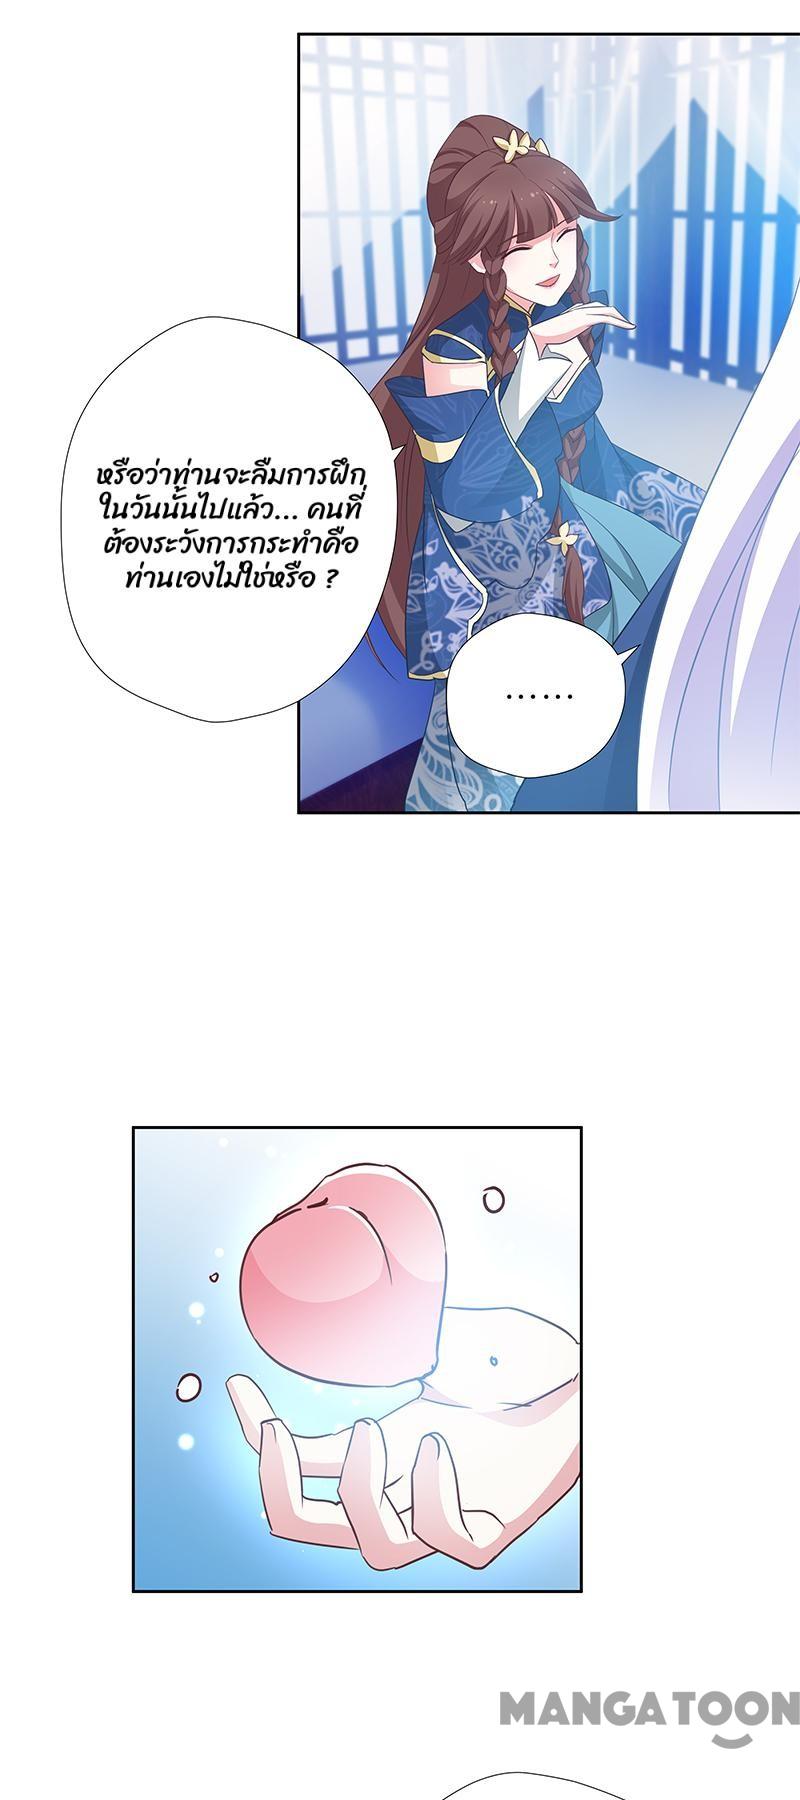 หรือว่าท่านจะลืมการฝึก
ในวันนั้นไปแล้ว... คนที่
ต้องระวังการกระทำคือ
ท่านเองไม่ใช่หรือ ?
......
MANGATOON